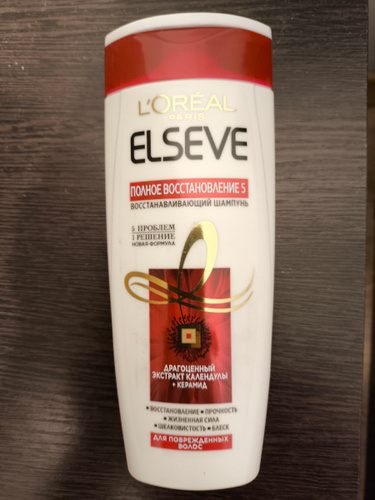 L'ORÉAL
PARIS
ELSEVE
ПОЛНОЕ ВОССТАНОВЛЕНИЕ 5
ВОССТАНАВЛИВАЮЩИЙ ШАМПУНЬ
5 ПРОБЛЕМ
1 РЕШЕНИЕ
НОВАЯ ФОРМУЛА
ДРАГОЦЕННЫЙ
ЭКСТРАКТ КАЛЕНДУЛЫ
+ КЕРАМИД
•ВОССТАНОВЛЕНИЕ •ПРОЧНОСТЬ
•ЖИЗНЕННАЯ СИЛА
•ШЕЛКОВИСТОСТЬ •БЛЕСК
ДЛЯ ПОВРЕЖДЕННЫХ
ВОЛОС